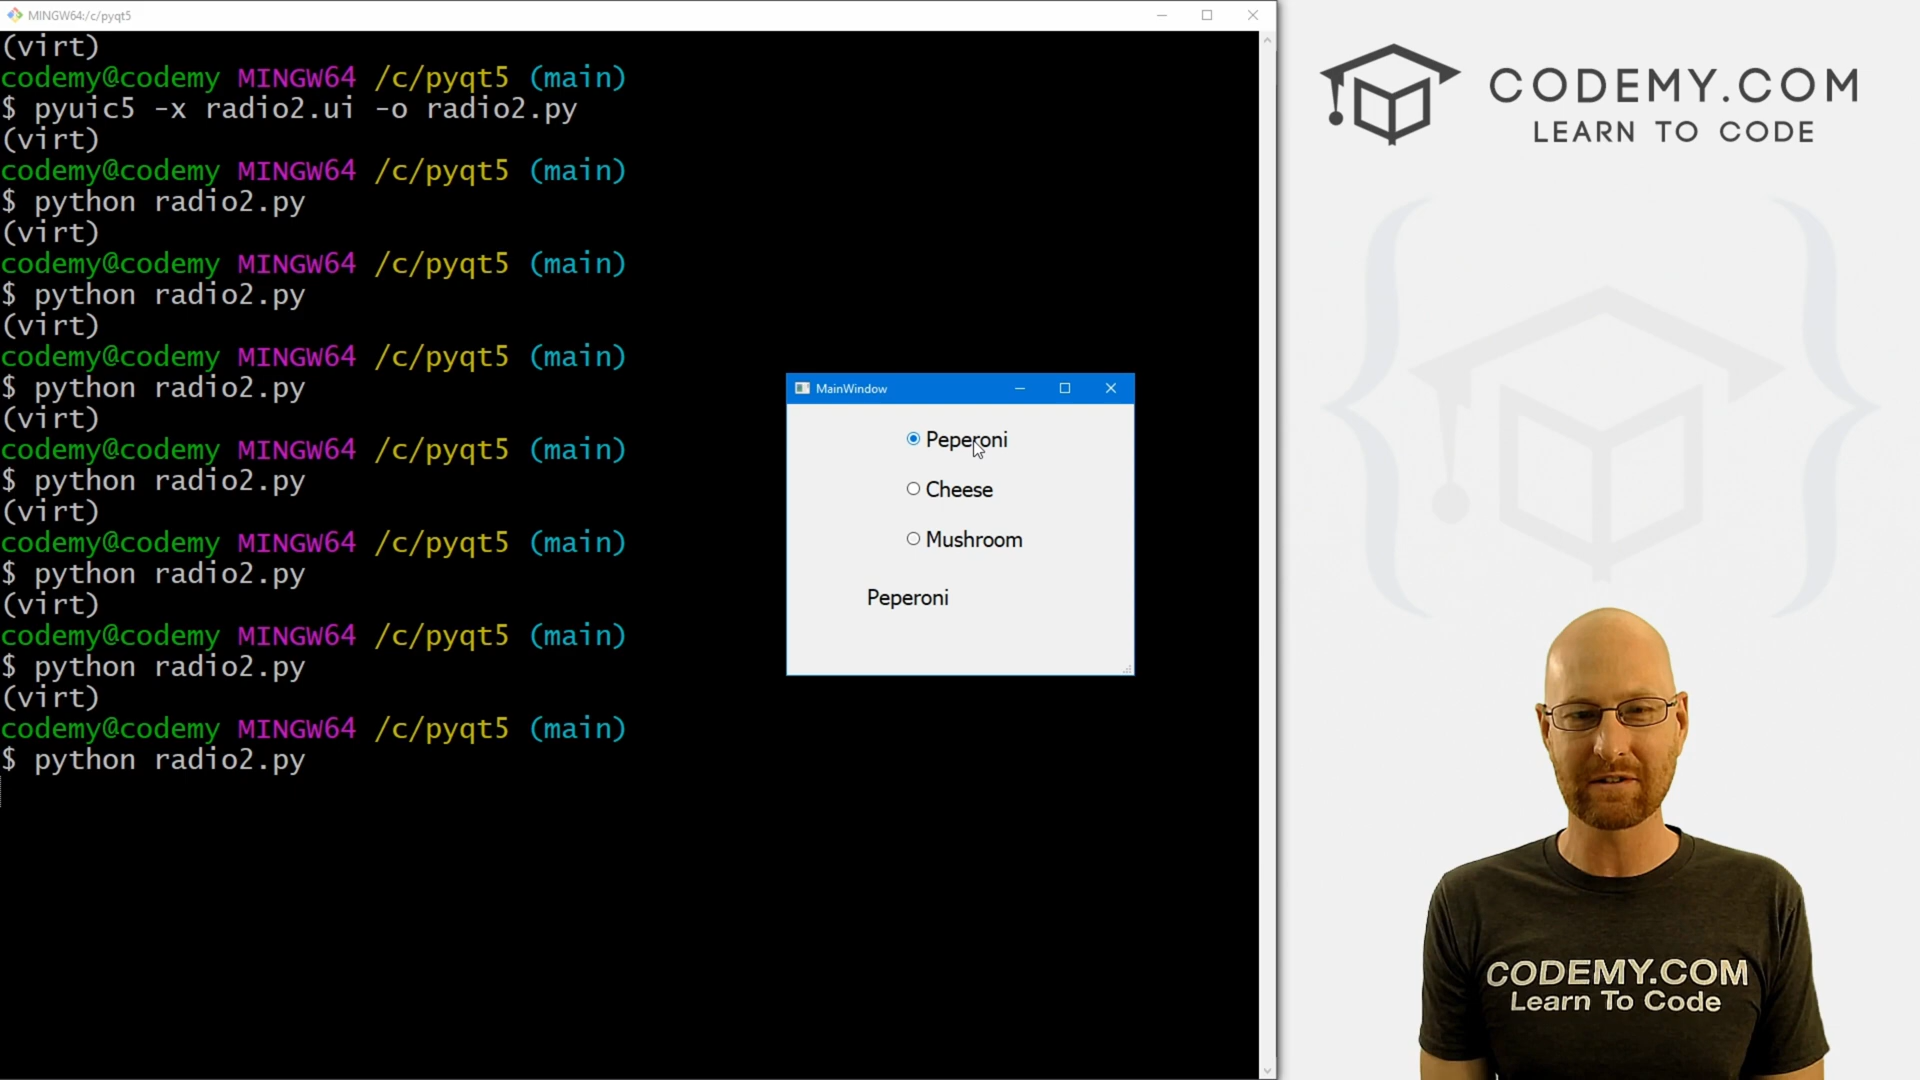 MINGW64:/c/pyqt5
(virt)
codemy@codemy MINGW64 /c/pyqt5 (main)
$ pyuic5 -x radio2.ui -o radio2.py
(virt)
codemy@codemy MINGW64 /c/pyqt5 (main)
$ python radio2.py
(virt)
codemy@codemy MINGW64 /c/pyqt5 (main)
$ python radio2.py
(virt)
codemy@codemy MINGW64 /c/pyqt5 (main)
$ python radio2.py
(virt)
codemy@codemy MINGW64 /c/pyqt5 (main)
$ python radio2.py
(virt)
codemy@codemy MINGW64 /c/pyqt5 (main)
$ python radio2.py
(virt)
codemy@codemy MINGW64 /c/pyqt5 (main)
$ python radio2.py
(virt)
codemy@codemy MINGW64 /c/pyqt5 (main)
$ python radio2.py
MainWindow
Peperoni
Cheese
Mushroom
Peperoni
CODEMY.COM
LEARN TO CODE
CODEMY.COM
Learn To Code